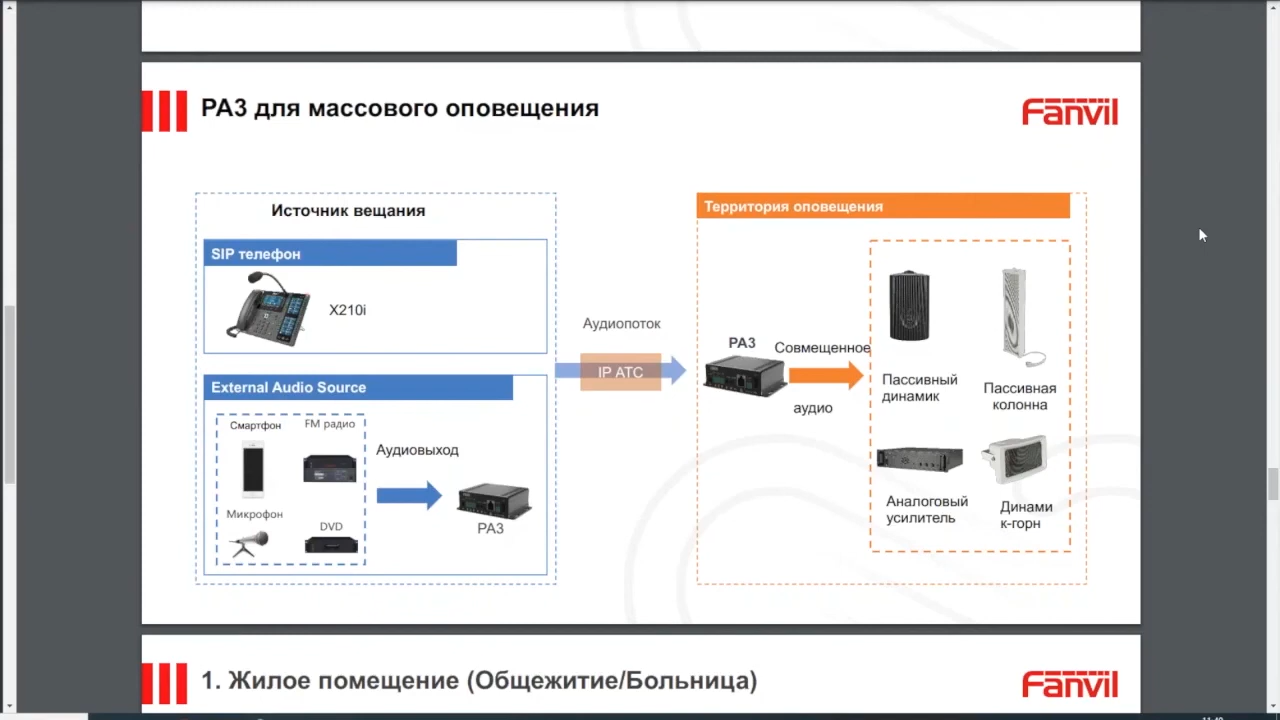 PA3 для массового оповещения
Fanvil
Источник вещания
SIP телефон
X210i
External Audio Source
Смартфон
FM радио
Микрофон
DVD
Аудиовыход
PA3
Аудиопоток
IP АТС
Территория оповещения
PA3
Совмещенное
аудио
Пассивный
динамик
Пассивная
колонна
Аналоговый
усилитель
Динами
к-горн
1. Жилое помещение (Общежитие/Больница)
Fanvil